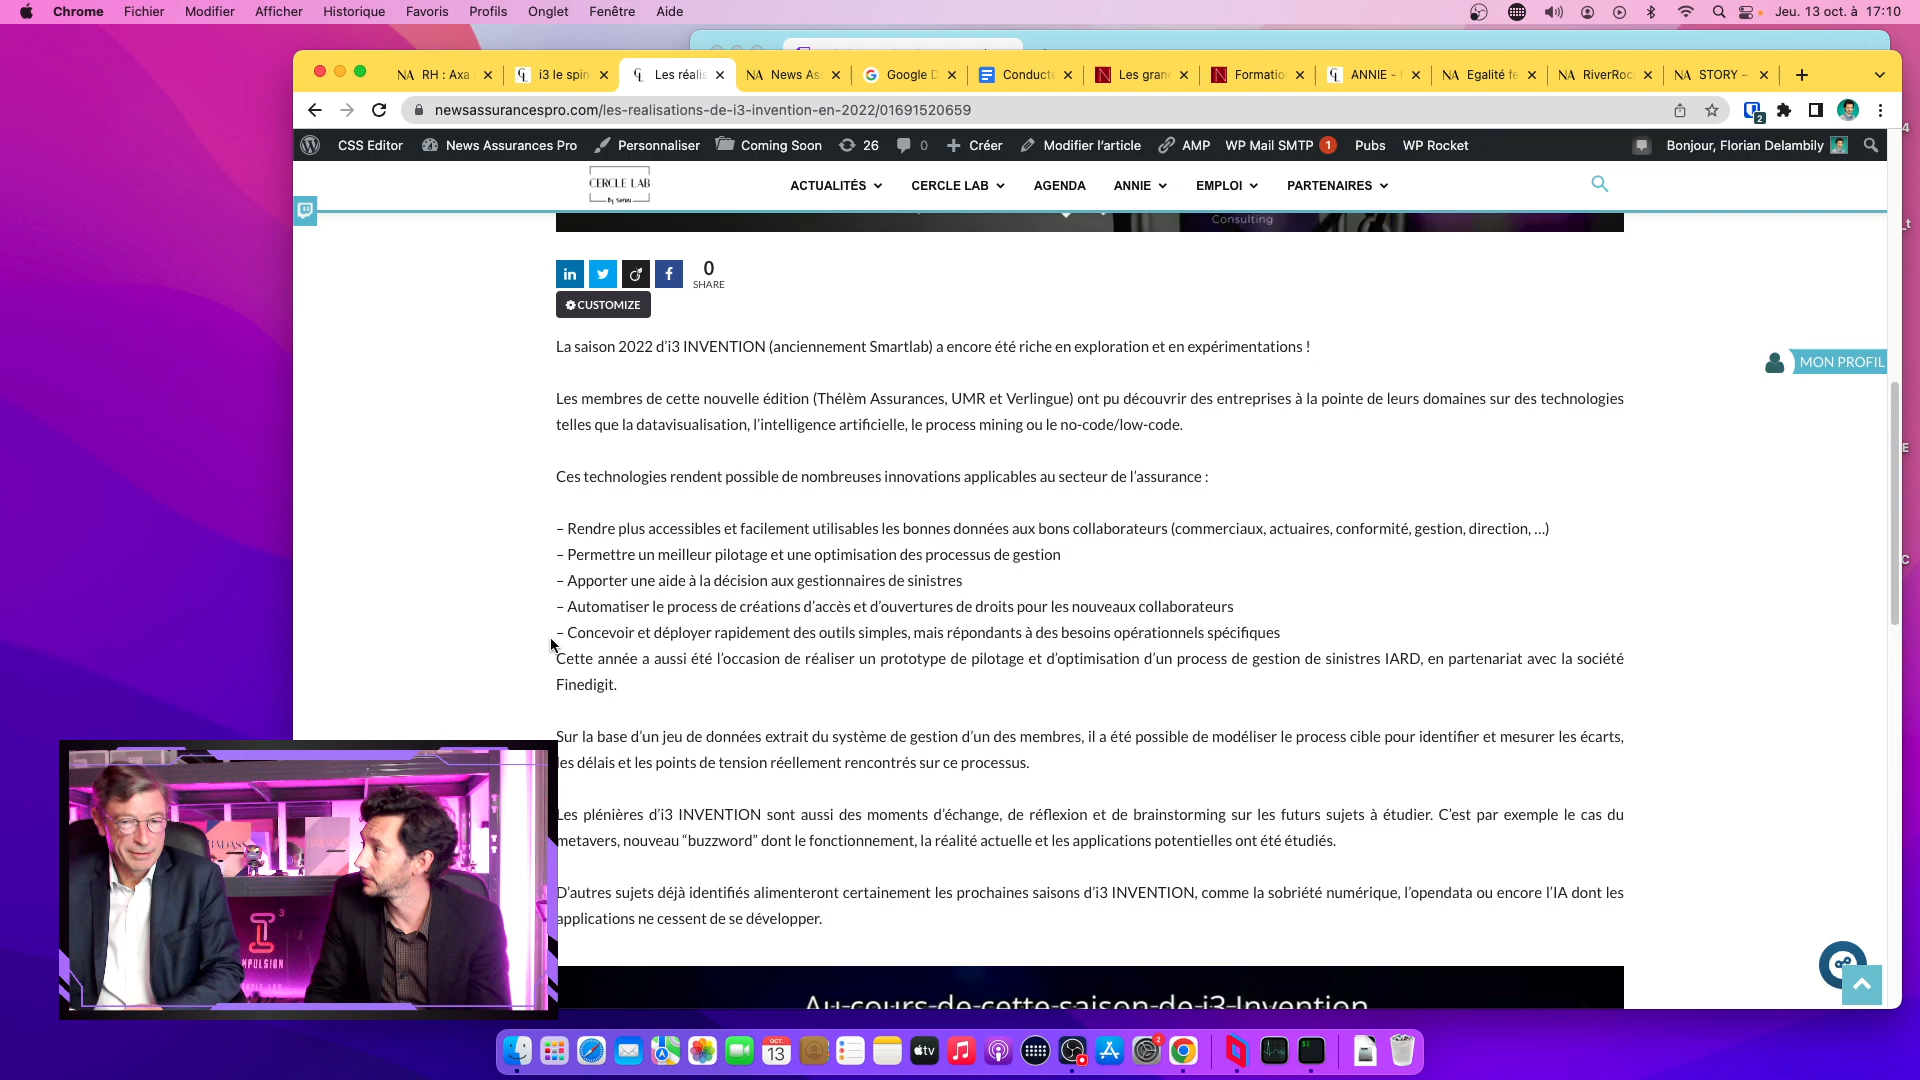 Chrome Fichier Modifier Afficher Historique Favoris Profils Onglet Fenêtre Aide Jeu. 13 oct. à 17:10
RH : Axa i3 le spin Les réalis News As Google D Conducte Les gran Formatio ANNIE - Egalité fe RiverRoc STORY –
newsassurancespro.com/les-realisations-de-i3-invention-en-2022/01691520659
2
CSS Editor News Assurances Pro Personnaliser Coming Soon 26 0 Créer Modifier l'article AMP WP Mail SMTP 1 Pubs WP Rocket Bonjour, Florian Delambily
CERCLE LAB
ACTUALITÉS CERCLE LAB AGENDA ANNIE EMPLOI PARTENAIRES
Consulting
0
SHARE
CUSTOMIZE
La saison 2022 d'i3 INVENTION (anciennement Smartlab) a encore été riche en exploration et en expérimentations !
MON PROFIL
Les membres de cette nouvelle édition (Thélèm Assurances, UMR et Verlingue) ont pu découvrir des entreprises à la pointe de leurs domaines sur des technologies
telles que la datavisualisation, l'intelligence artificielle, le process mining ou le no-code/low-code.
Ces technologies rendent possible de nombreuses innovations applicables au secteur de l'assurance :
– Rendre plus accessibles et facilement utilisables les bonnes données aux bons collaborateurs (commerciaux, actuaires, conformité, gestion, direction, …)
– Permettre un meilleur pilotage et une optimisation des processus de gestion
– Apporter une aide à la décision aux gestionnaires de sinistres
– Automatiser le process de créations d'accès et d'ouvertures de droits pour les nouveaux collaborateurs
– Concevoir et déployer rapidement des outils simples, mais répondants à des besoins opérationnels spécifiques
Cette année a aussi été l'occasion de réaliser un prototype de pilotage et d'optimisation d'un process de gestion de sinistres IARD, en partenariat avec la société
Finedigit.
Sur la base d'un jeu de données extrait du système de gestion d'un des membres, il a été possible de modéliser le process cible pour identifier et mesurer les écarts,
les délais et les points de tension réellement rencontrés sur ce processus.
Les plénières d'i3 INVENTION sont aussi des moments d'échange, de réflexion et de brainstorming sur les futurs sujets à étudier. C'est par exemple le cas du
metavers, nouveau “buzzword” dont le fonctionnement, la réalité actuelle et les applications potentielles ont été étudiés.
D'autres sujets déjà identifiés alimenteront certainement les prochaines saisons d'i3 INVENTION, comme la sobriété numérique, l'opendata ou encore l'IA dont les
applications ne cessent de se développer.
Au cours de cette saison de i3 Invention
OCT.
13
tv
2